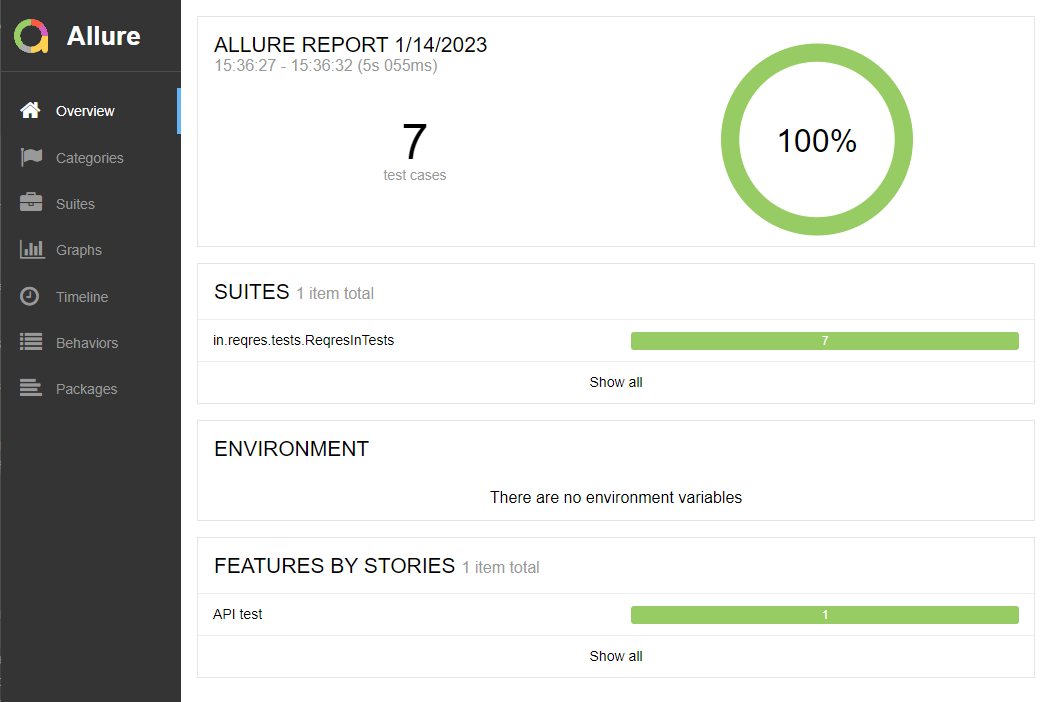 Allure
Overview
Categories
Suites
Graphs
Timeline
Behaviors
Packages
ALLURE REPORT 1/14/2023
15:36:27 - 15:36:32 (5s 055ms)
7
test cases
100%
SUITES 1 item total
in.reqres.tests.ReqresInTests 7
Show all
ENVIRONMENT
There are no environment variables
FEATURES BY STORIES 1 item total
API test 1
Show all